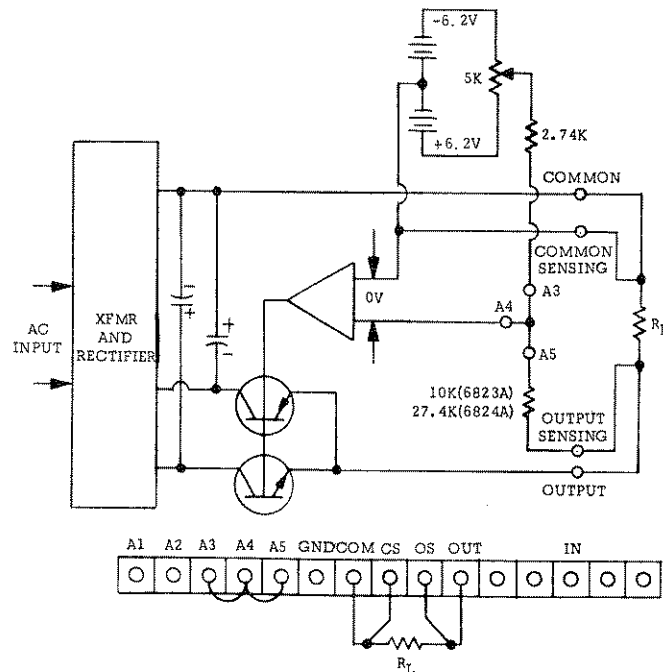 -6.2V
5K
+6.2V
2.74K
COMMON
COMMON
SENSING
0V
A4
A3
A5
AC
INPUT
XFMR
AND
RECTIFIER
- +
+ -
RL
10K(6823A)
27.4K(6824A)
OUTPUT
SENSING
OUTPUT
A1 A2 A3 A4 A5 GND COM CS OS OUT IN
RL